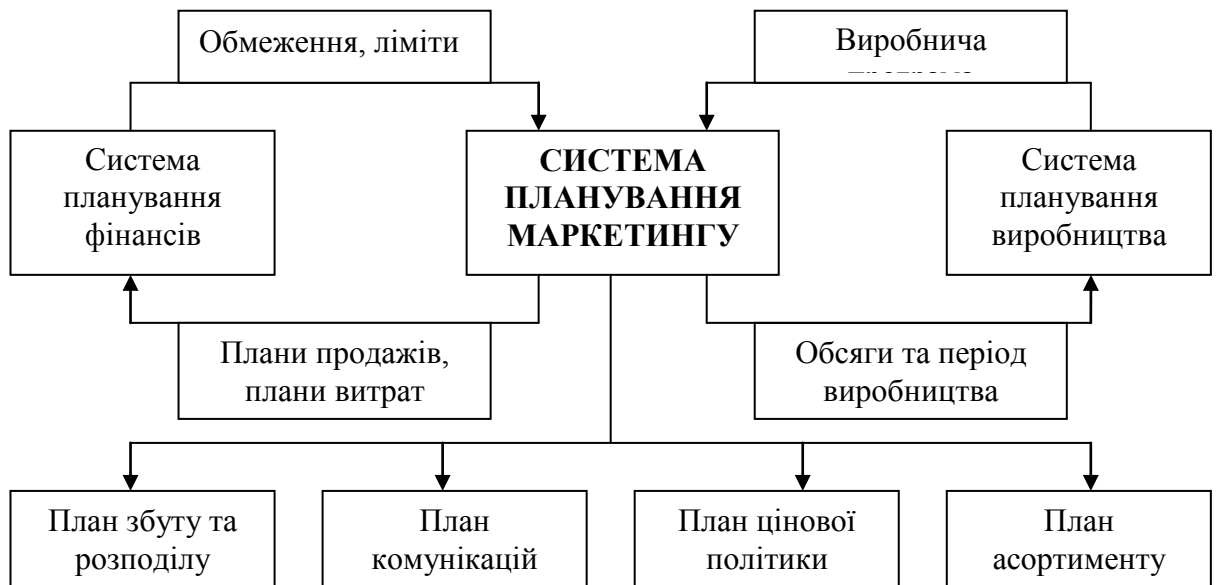 Обмеження, ліміти
Виробнича
Система
планування
фінансів
СИСТЕМА
ПЛАНУВАННЯ
МАРКЕТИНГУ
Система
планування
виробництва
Плани продажів,
плани витрат
Обсяги та період
виробництва
План збуту та
розподілу
План
комунікацій
План цінової
політики
План
асортименту